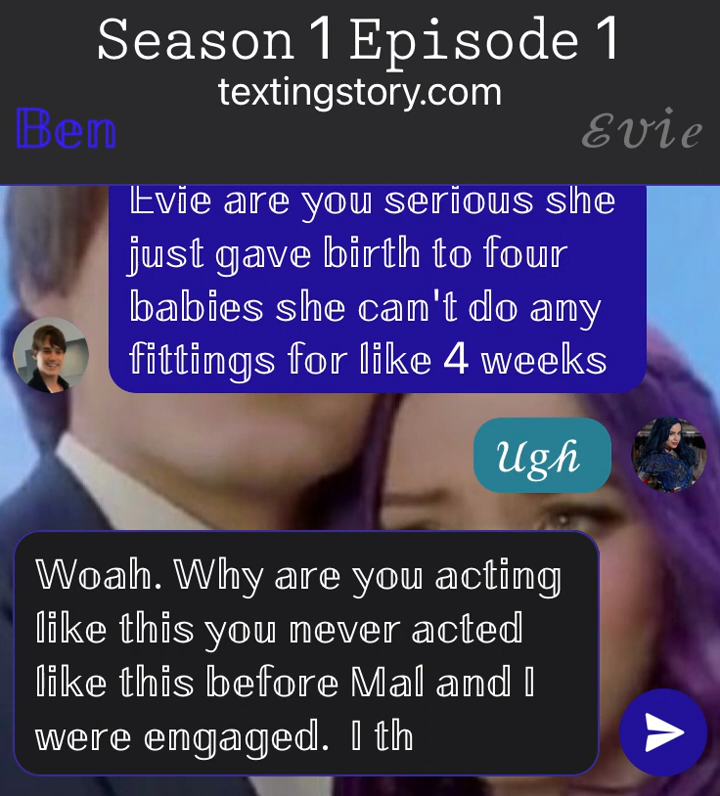 Season 1 Episode 1
textingstory.com
Ben
Evie
Evie are you serious she
just gave birth to four
babies she can't do any
fittings for like 4 weeks
Ugh
Woah. Why are you acting
like this you never acted
like this before Mal and I
were engaged.  I th